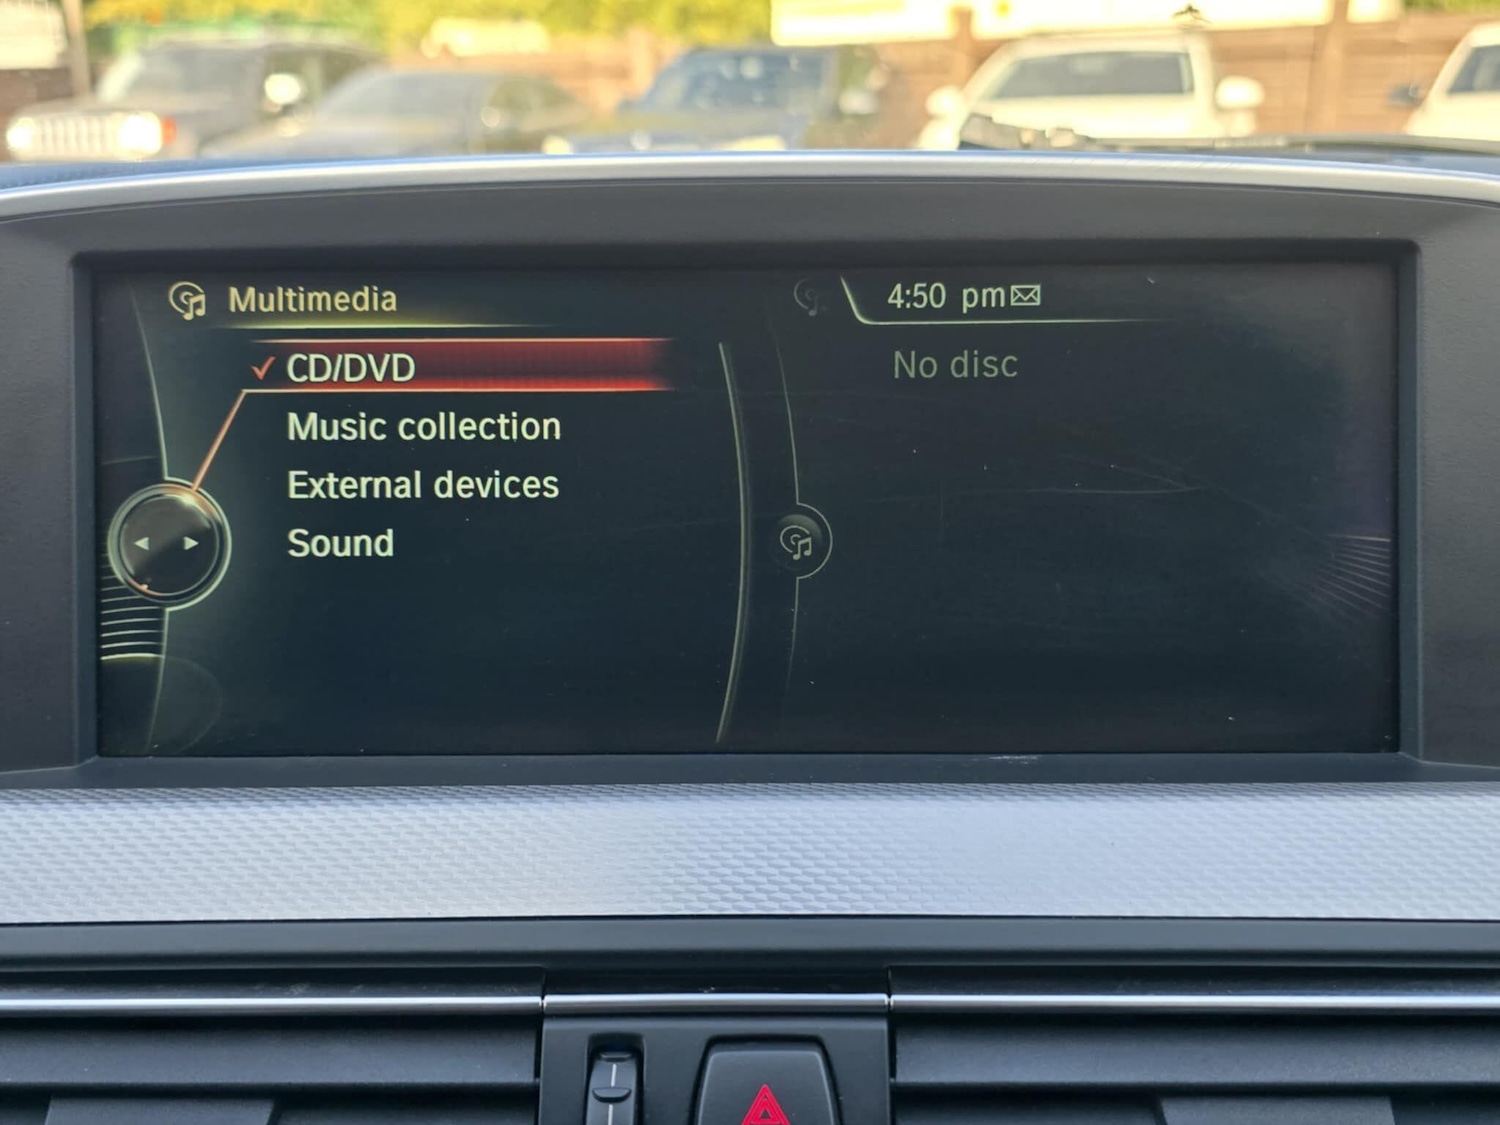 Multimedia
4:50 pm
CD/DVD
No disc
Music collection
External devices
Sound